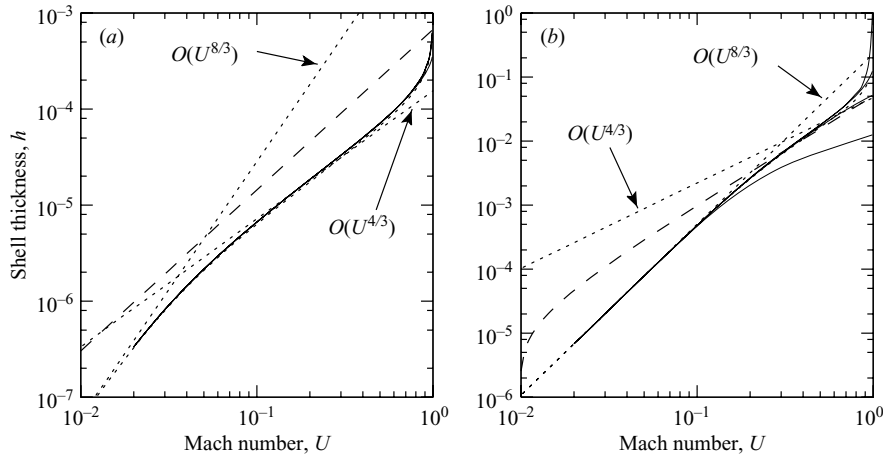 (a)
O(U^{8/3})
O(U^{4/3})
10^{−3}
10^{−4}
10^{−5}
10^{−6}
10^{−7}
Shell thickness, h
10^{−2}
10^{−1}
10^{0}
Mach number, U
(b)
O(U^{8/3})
O(U^{4/3})
10^{0}
10^{−1}
10^{−2}
10^{−3}
10^{−4}
10^{−5}
10^{−6}
10^{−2}
10^{−1}
10^{0}
Mach number, U